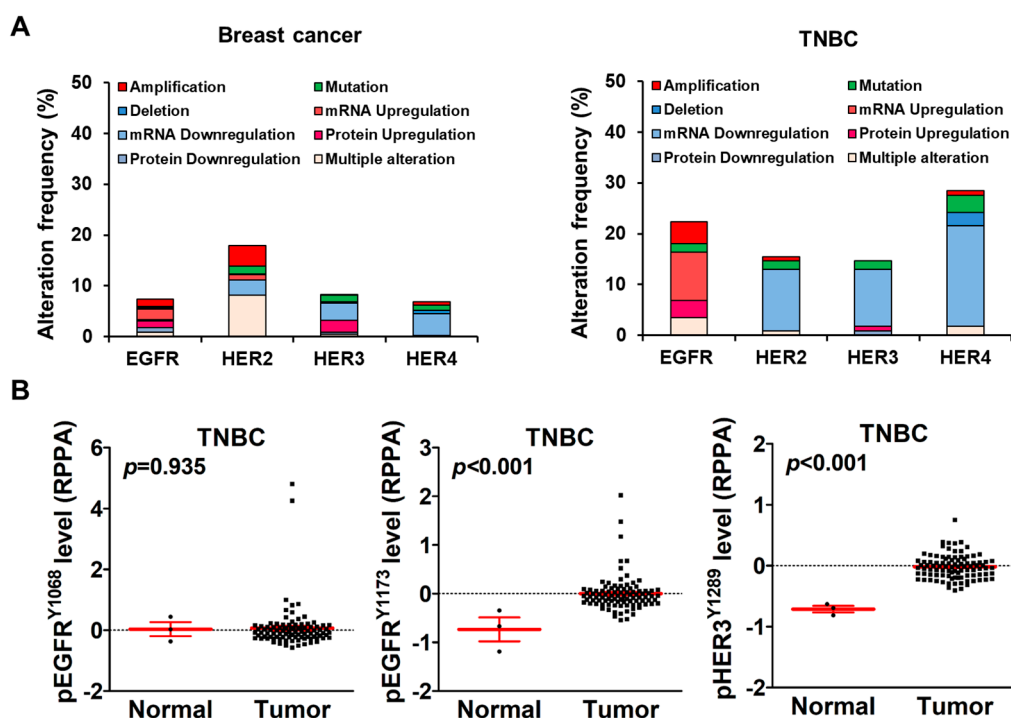 A
Breast cancer
Alteration frequency (%)
50
40
30
20
10
0
Amplification
Mutation
Deletion
mRNA Upregulation
mRNA Downregulation
Protein Upregulation
Protein Downregulation
Multiple alteration
EGFR HER2 HER3 HER4
TNBC
Alteration frequency (%)
50
40
30
20
10
0
Amplification
Mutation
Deletion
mRNA Upregulation
mRNA Downregulation
Protein Upregulation
Protein Downregulation
Multiple alteration
EGFR HER2 HER3 HER4
B
TNBC
p=0.935
pEGFR^Y1068 level (RPPA)
6
4
2
0
-2
Normal Tumor
TNBC
p<0.001
pEGFR^Y1173 level (RPPA)
3
2
1
0
-1
-2
Normal Tumor
TNBC
p<0.001
pHER3^Y1289 level (RPPA)
2
1
0
-1
-2
Normal Tumor